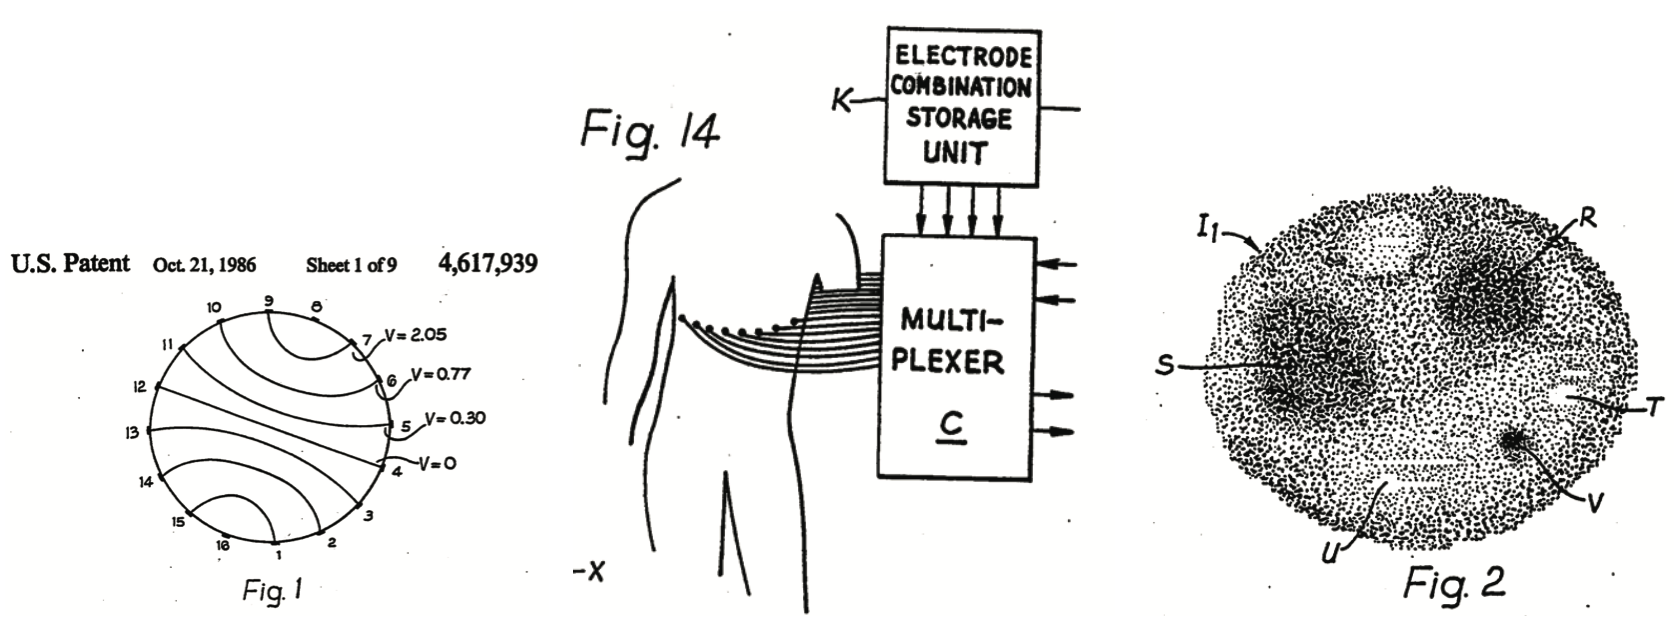 U.S. Patent Oct. 21, 1986 Sheet 1 of 9 4,617,939
9
10
8
11
7
V=2.05
12
6
V=0.77
13
5
V=0.30
14
4
V=0
15
3
16
2
1
Fig. 1
Fig. 14
K
ELECTRODE
COMBINATION
STORAGE
UNIT
MULTI-
PLEXER
C
-X
I1
R
S
T
V
U
Fig. 2